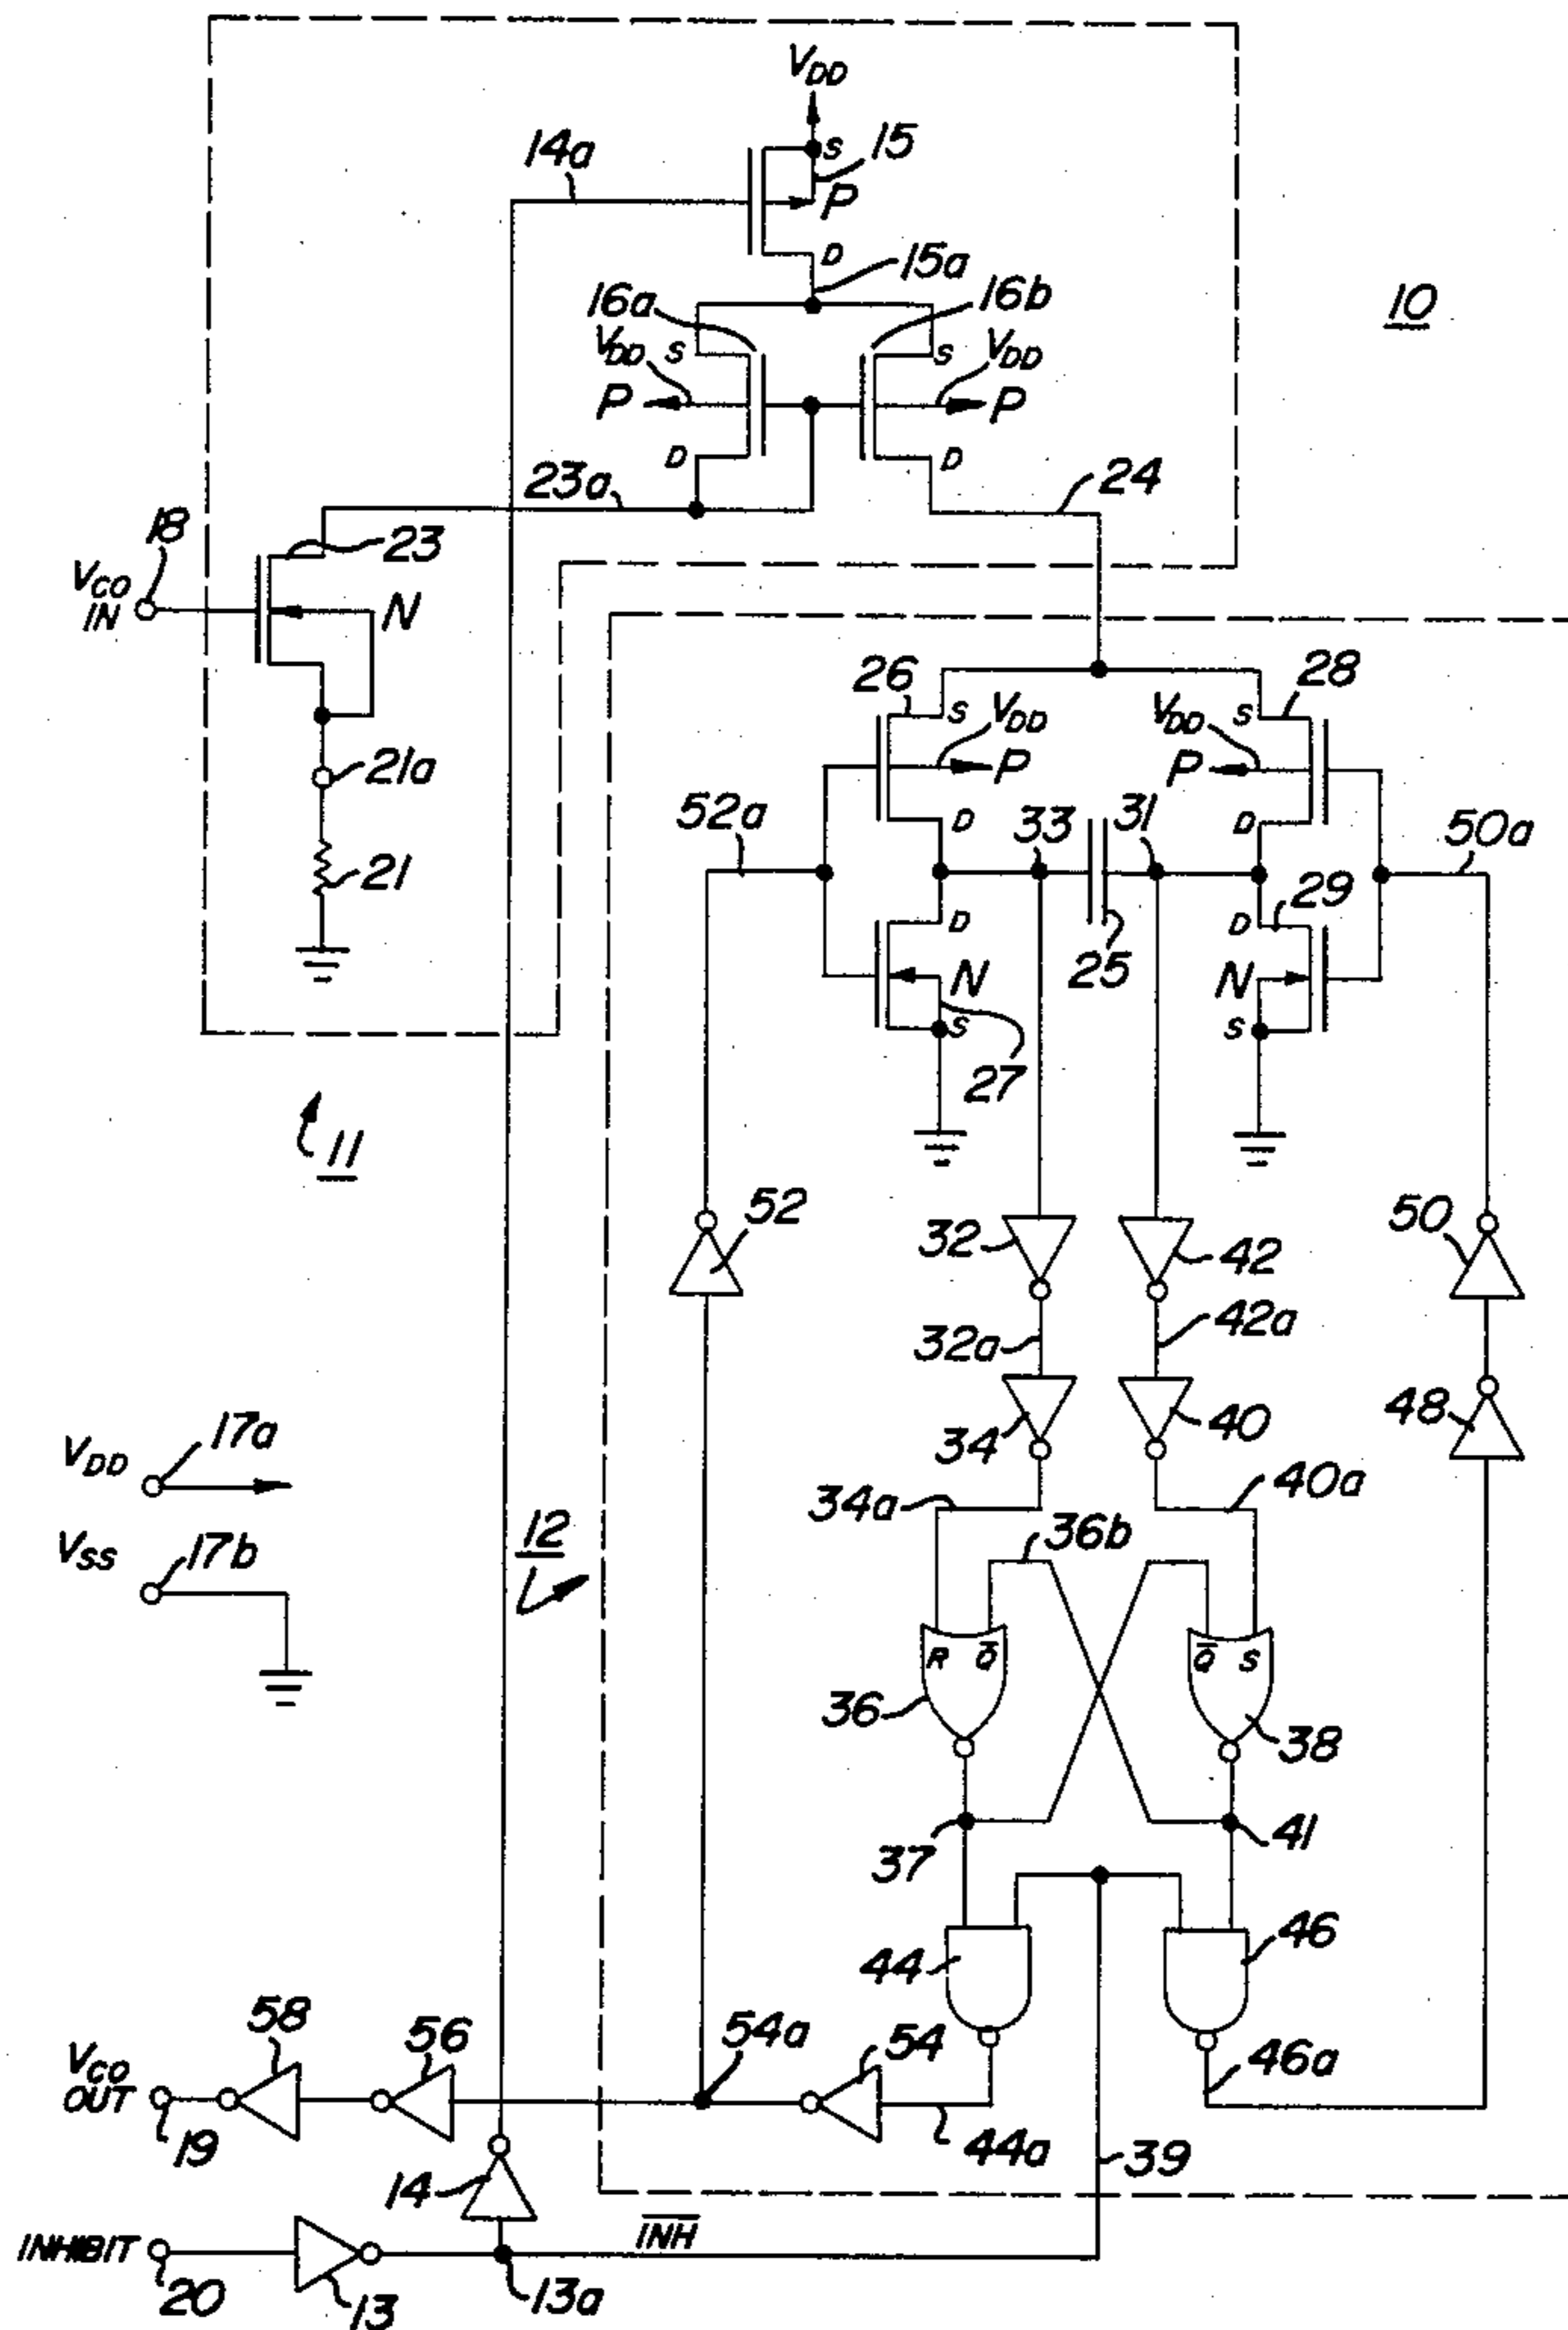 VDD
S
15
14a
P
D
15a
16a
16b
10
VDD
S
S
VDD
P
P
D
D
23a
24
18
23
VCO
IN
N
26
28
S
VDD
VDD
S
P
P
21a
52a
D
33
31
D
50a
21
D
D
29
25
N
N
S
S
27
11
52
32
42
50
32a
42a
34
40
48
VDD
17a
34a
40a
12
36b
VSS
17b
R
Q̅
Q̅
S
36
38
37
41
44
46
58
56
54a
54
46a
VCO
OUT
19
44a
39
14
INHIBIT
INH
20
13
13a